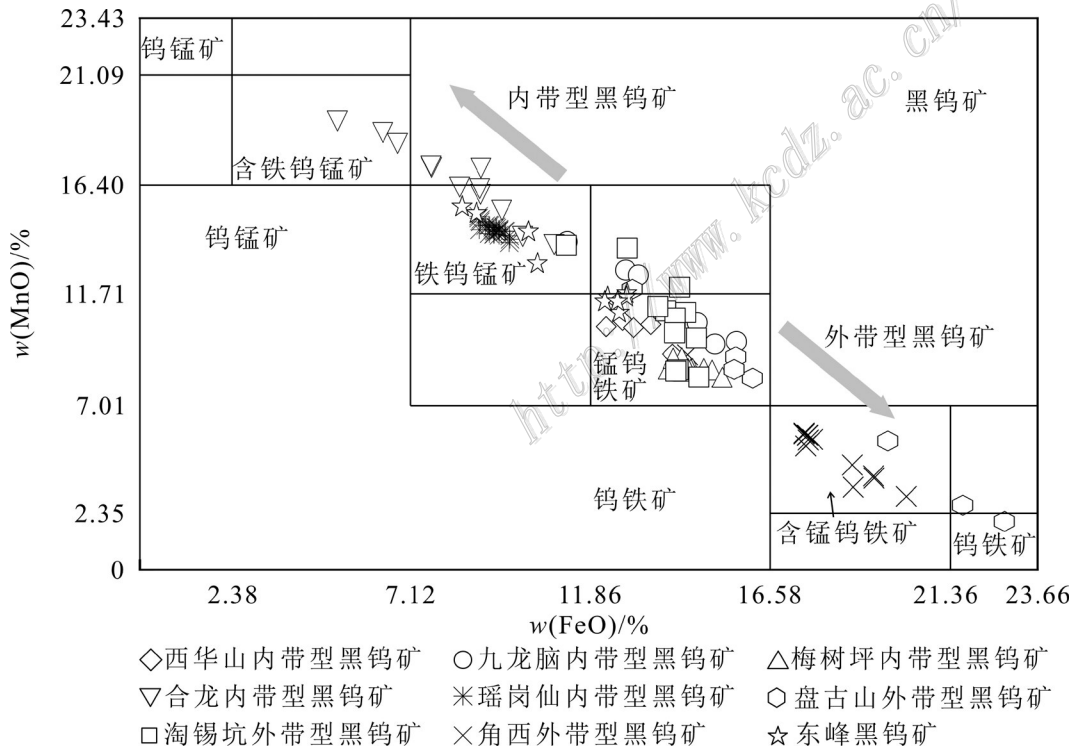 23.43
钨锰矿
21.09
内带型黑钨矿
黑钨矿
含铁钨锰矿
16.40
钨锰矿
铁钨锰矿
11.71
外带型黑钨矿
锰钨
铁矿
7.01
钨铁矿
2.35
含锰钨铁矿
钨铁矿
0
2.38 7.12 11.86 16.58 21.36 23.66
w(MnO)/%
w(FeO)/%
西华山内带型黑钨矿 九龙脑内带型黑钨矿 梅树坪内带型黑钨矿
合龙内带型黑钨矿 瑶岗仙内带型黑钨矿 盘古山外带型黑钨矿
淘锡坑外带型黑钨矿 角西外带型黑钨矿 东峰黑钨矿
http://www.kcdz.ac.cn/